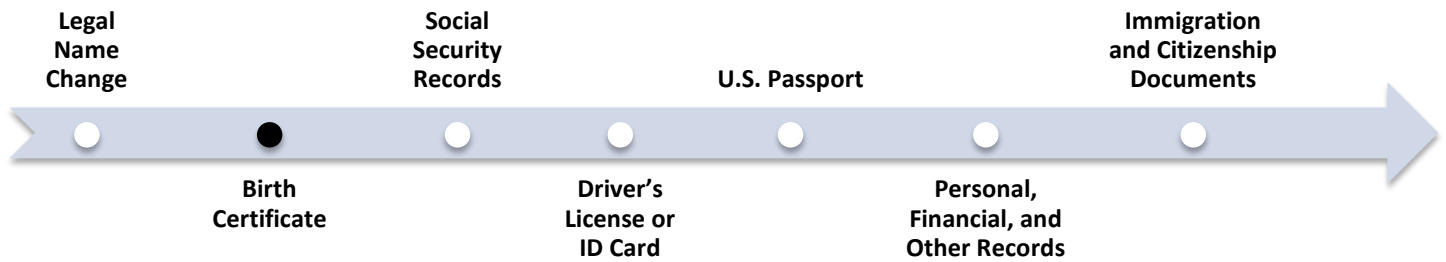 Legal
Name
Change
Social
Security
Records
U.S. Passport
Immigration
and Citizenship
Documents
Birth
Certificate
Driver’s
License or
ID Card
Personal,
Financial, and
Other Records